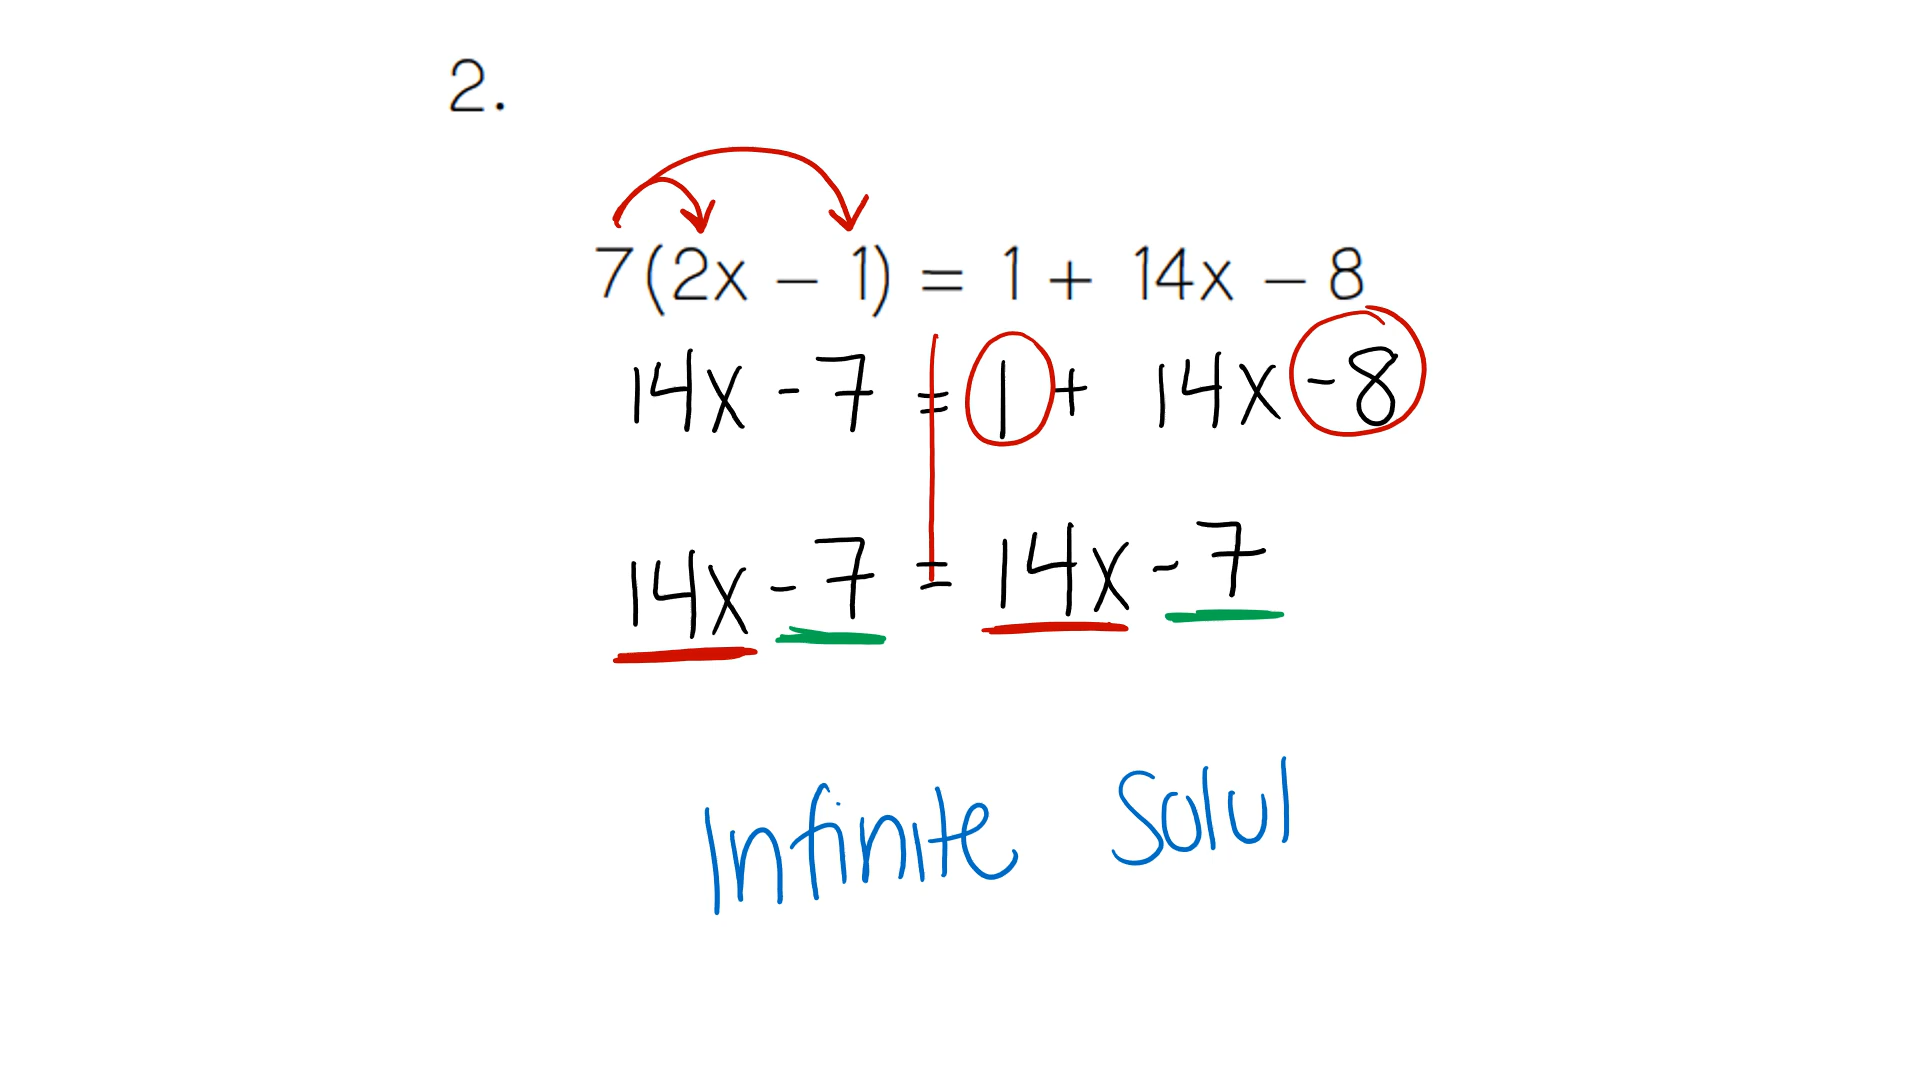 2.
7(2x – 1) = 1 + 14x – 8
14x - 7 = 1 + 14x - 8
14x - 7 = 14x - 7
Infinite Solul